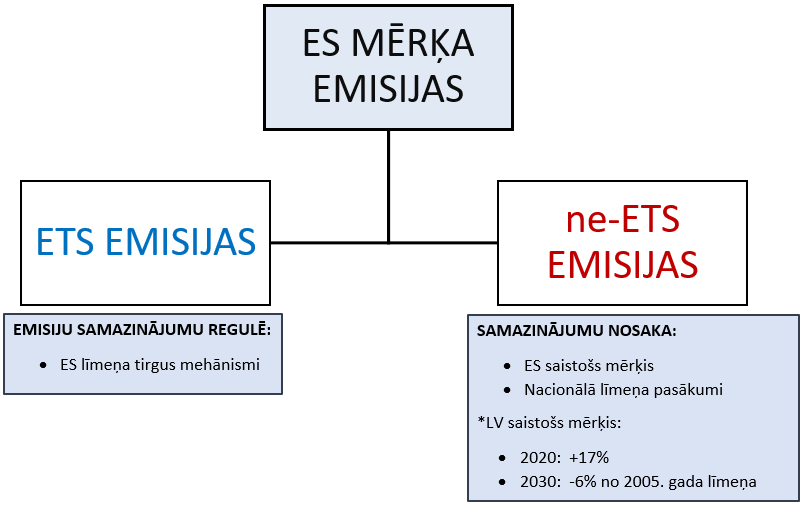 ES MĒRĶA
EMISIJAS
ETS EMISIJAS
ne-ETS
EMISIJAS
EMISIJU SAMAZINĀJUMU REGULĒ:
• ES līmeņa tirgus mehānismi
SAMAZINĀJUMU NOSAKA:
• ES saistošs mērķis
• Nacionālā līmeņa pasākumi
*LV saistošs mērķis:
• 2020: +17%
• 2030: -6% no 2005. gada līmeņa